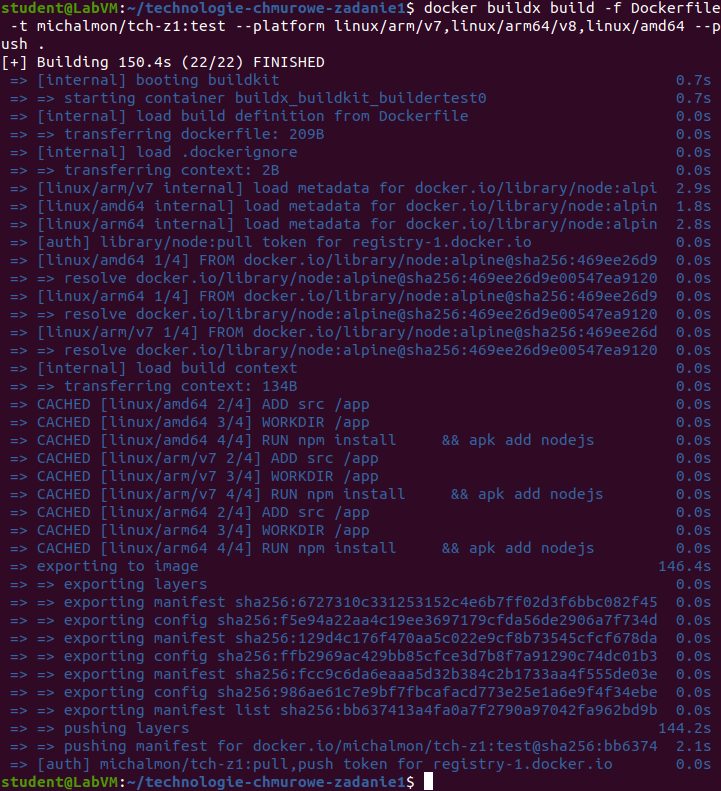 student@LabVM:~/technologie-chmurowe-zadanie1$ docker buildx build -f Dockerfile
 -t michalmon/tch-z1:test --platform linux/arm/v7,linux/arm64/v8,linux/amd64 --p
ush .
[+] Building 150.4s (22/22) FINISHED
 => [internal] booting buildkit 0.7s
 => => starting container buildx_buildkit_buildertest0 0.7s
 => [internal] load build definition from Dockerfile 0.0s
 => => transferring dockerfile: 209B 0.0s
 => [internal] load .dockerignore 0.0s
 => => transferring context: 2B 0.0s
 => [linux/arm/v7 internal] load metadata for docker.io/library/node:alpi 2.9s
 => [linux/amd64 internal] load metadata for docker.io/library/node:alpin 1.8s
 => [linux/arm64 internal] load metadata for docker.io/library/node:alpin 2.8s
 => [auth] library/node:pull token for registry-1.docker.io 0.0s
 => [linux/amd64 1/4] FROM docker.io/library/node:alpine@sha256:469ee26d9 0.0s
 => => resolve docker.io/library/node:alpine@sha256:469ee26d9e00547ea9120 0.0s
 => [linux/arm64 1/4] FROM docker.io/library/node:alpine@sha256:469ee26d9 0.0s
 => => resolve docker.io/library/node:alpine@sha256:469ee26d9e00547ea9120 0.0s
 => [linux/arm/v7 1/4] FROM docker.io/library/node:alpine@sha256:469ee26d 0.0s
 => => resolve docker.io/library/node:alpine@sha256:469ee26d9e00547ea9120 0.0s
 => [internal] load build context 0.0s
 => => transferring context: 134B 0.0s
 => CACHED [linux/amd64 2/4] ADD src /app 0.0s
 => CACHED [linux/amd64 3/4] WORKDIR /app 0.0s
 => CACHED [linux/amd64 4/4] RUN npm install     && apk add nodejs 0.0s
 => CACHED [linux/arm/v7 2/4] ADD src /app 0.0s
 => CACHED [linux/arm/v7 3/4] WORKDIR /app 0.0s
 => CACHED [linux/arm/v7 4/4] RUN npm install     && apk add nodejs 0.0s
 => CACHED [linux/arm64 2/4] ADD src /app 0.0s
 => CACHED [linux/arm64 3/4] WORKDIR /app 0.0s
 => CACHED [linux/arm64 4/4] RUN npm install     && apk add nodejs 0.0s
 => exporting to image 146.4s
 => => exporting layers 0.0s
 => => exporting manifest sha256:6727310c331253152c4e6b7ff02d3f6bbc082f45 0.0s
 => => exporting config sha256:f5e94a22aa4c19ee3697179cfda56de2906a7f734d 0.0s
 => => exporting manifest sha256:129d4c176f470aa5c022e9cf8b73545cfcf678da 0.0s
 => => exporting config sha256:ffb2969ac429bb85cfce3d7b8f7a91290c74dc01b3 0.0s
 => => exporting manifest sha256:fcc9c6da6eaaa5d32b384c2b1733aa4f555de03e 0.0s
 => => exporting config sha256:986ae61c7e9bf7fbcafacd773e25e1a6e9f4f34ebe 0.0s
 => => exporting manifest list sha256:bb637413a4fa0a7f2790a97042fa962bd9b 0.0s
 => => pushing layers 144.2s
 => => pushing manifest for docker.io/michalmon/tch-z1:test@sha256:bb6374 2.1s
 => [auth] michalmon/tch-z1:pull,push token for registry-1.docker.io 0.0s
student@LabVM:~/technologie-chmurowe-zadanie1$